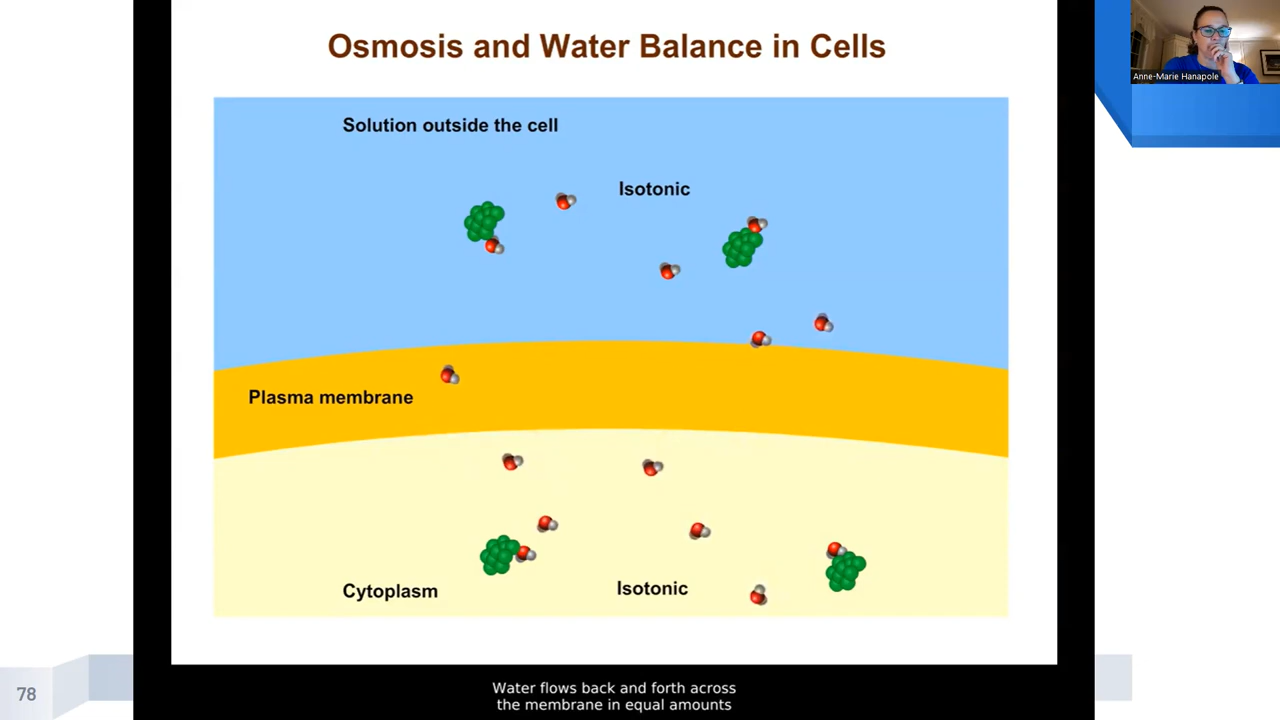 Osmosis and Water Balance in Cells
Anne-Marie Hanapole
Solution outside the cell
Isotonic
Plasma membrane
Cytoplasm
Isotonic
78
Water flows back and forth across
the membrane in equal amounts